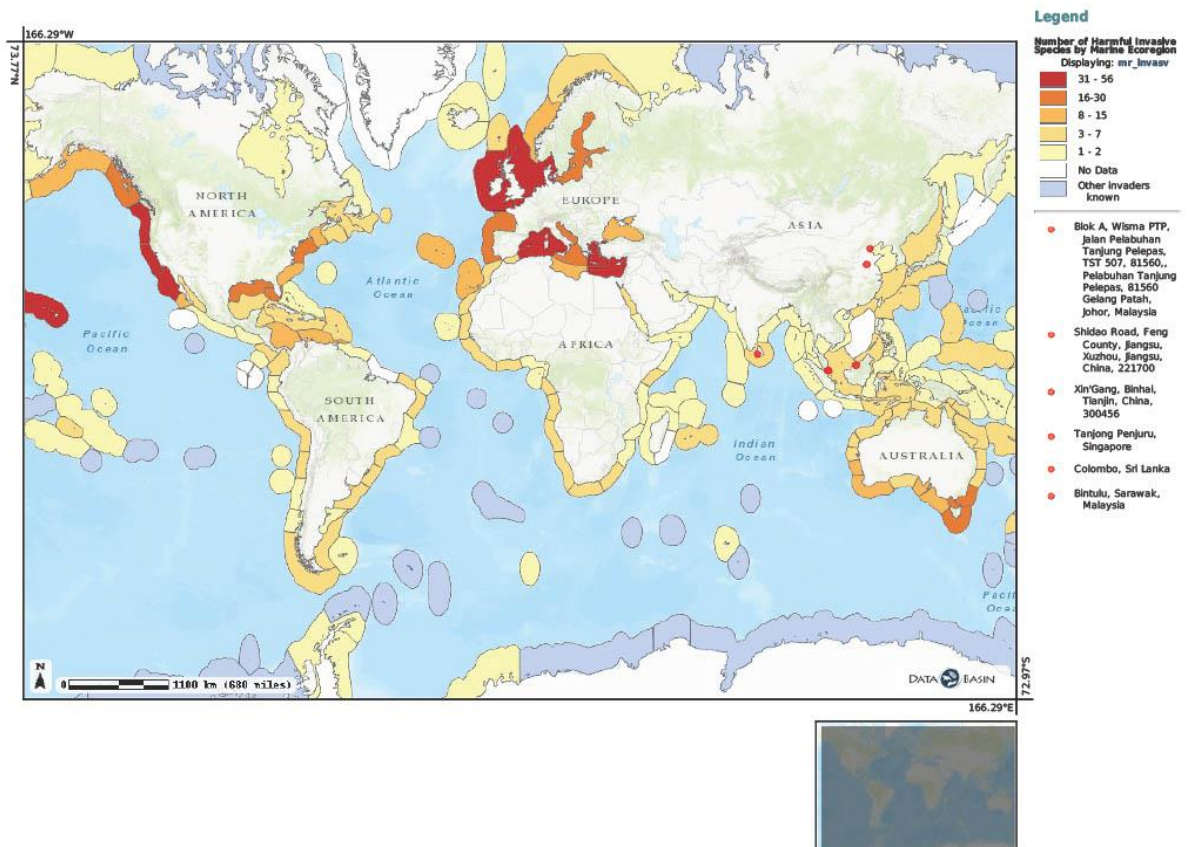 166.29°W
73.77°N
NORTH
AMERICA
EUROPE
ASIA
Atlantic
Ocean
Pacific
Ocean
AFRICA
SOUTH
AMERICA
Indian
Ocean
AUSTRALIA
Ocean
Ocea
N
0 1100 km (680 miles)
DATA BASIN
72.97°S
166.29°E
Legend
Number of Harmful Invasive
Species by Marine Ecoregion
Displaying: mr_invasv
31 - 56
16-30
8 - 15
3 - 7
1 - 2
No Data
Other invaders
known
Blok A, Wisma PTP,
Jalan Pelabuhan
Tanjung Pelepas,
TST 507, 81560,,
Pelabuhan Tanjung
Pelepas, 81560
Gelang Patah,
Johor, Malaysia
Shidao Road, Feng
County, Jiangsu,
Xuzhou, Jiangsu,
China, 221700
Xin'Gang, Binhai,
Tianjin, China,
300456
Tanjong Penjuru,
Singapore
Colombo, Sri Lanka
Bintulu, Sarawak,
Malaysia